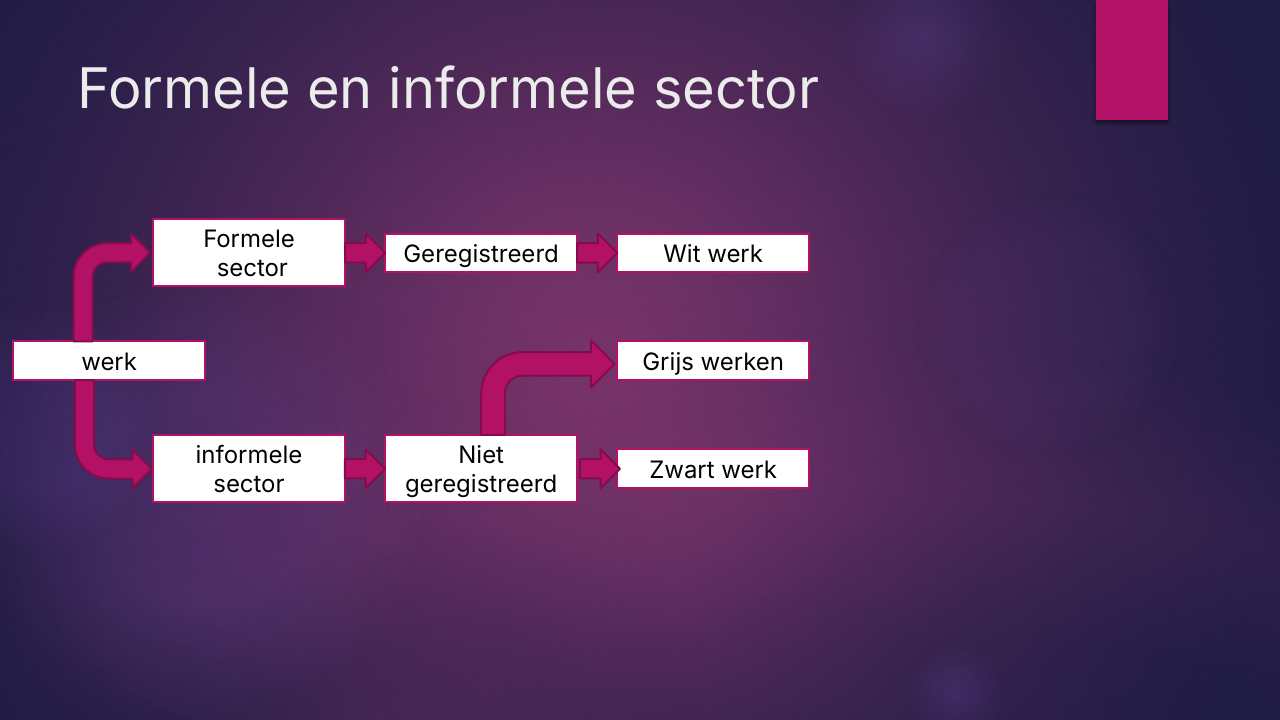 Formele en informele sector
Formele
sector
Geregistreerd
Wit werk
werk
Grijs werken
informele
sector
Niet
geregistreerd
Zwart werk